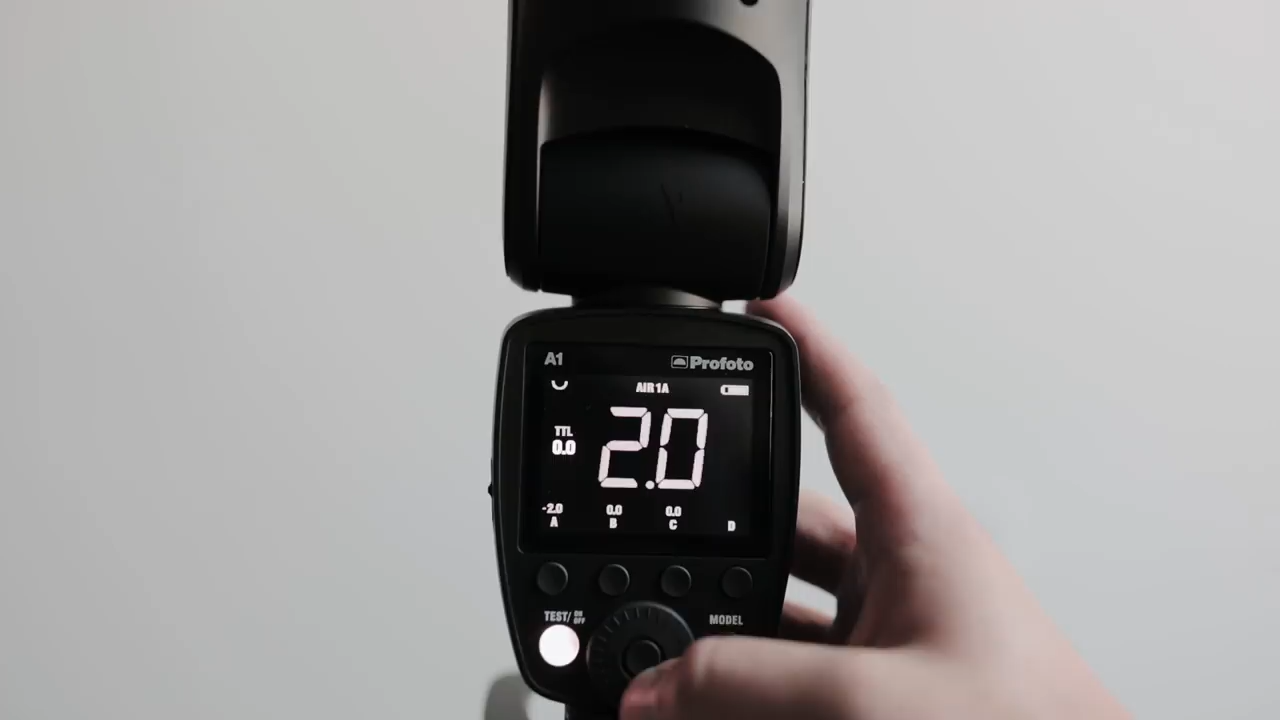 A1 Profoto
AIR 1A
2.0
TTL
0.0
-2.0 0.0 0.0
A B C D
TEST/ ON OFF MODEL